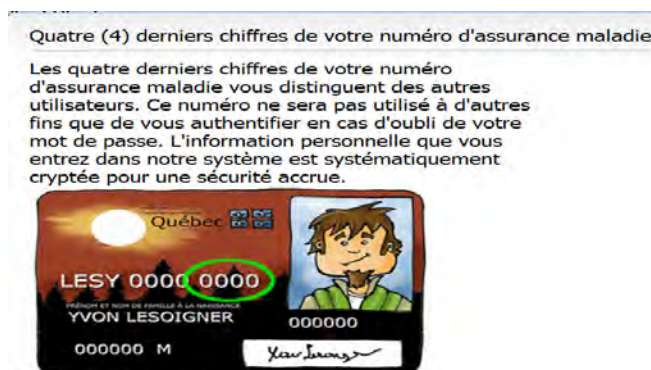 Quatre (4) derniers chiffres de votre numéro d'assurance maladie
Les quatre derniers chiffres de votre numéro
d'assurance maladie vous distinguent des autres
utilisateurs. Ce numéro ne sera pas utilisé à d'autres
fins que de vous authentifier en cas d'oubli de votre
mot de passe. L'information personnelle que vous
entrez dans notre système est systématiquement
cryptée pour une sécurité accrue.
Québec
LESY 0000 0000
PRÉNOM ET NOM DE FAMILLE À LA NAISSANCE
YVON LESOIGNER
000000
000000 M